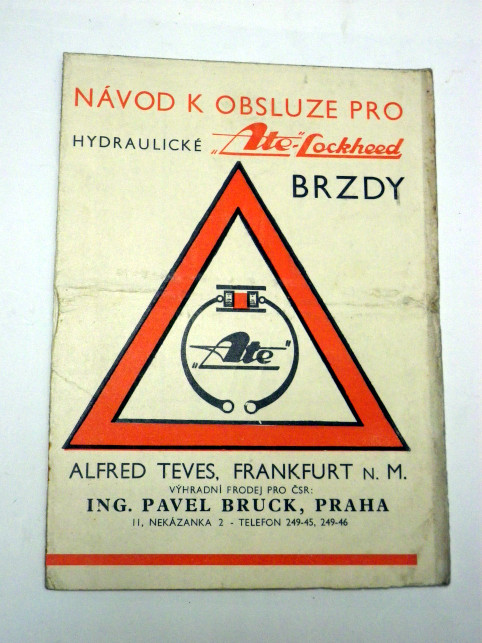 NÁVOD K OBSLUZE PRO
HYDRAULICKÉ „Ate"-Lockheed
BRZDY
„Ate"
ALFRED TEVES, FRANKFURT N. M.
VÝHRADNÍ FRODEJ PRO ČSR:
ING. PAVEL BRUCK, PRAHA
II, NEKÁZANKA 2 - TELEFON 249-45, 249-46